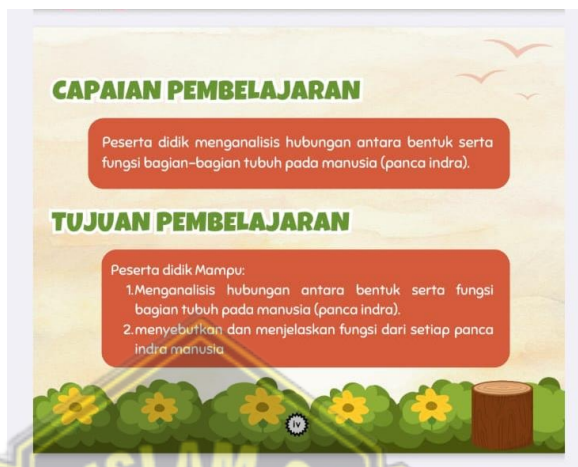 CAPAIAN PEMBELAJARAN
Peserta didik menganalisis hubungan antara bentuk serta
fungsi bagian-bagian tubuh pada manusia (panca indra).
TUJUAN PEMBELAJARAN
Peserta didik Mampu:
1.Menganalisis hubungan antara bentuk serta fungsi
bagian tubuh pada manusia (panca indra).
2.menyebutkan dan menjelaskan fungsi dari setiap panca
indra manusia
iv
ISLAM